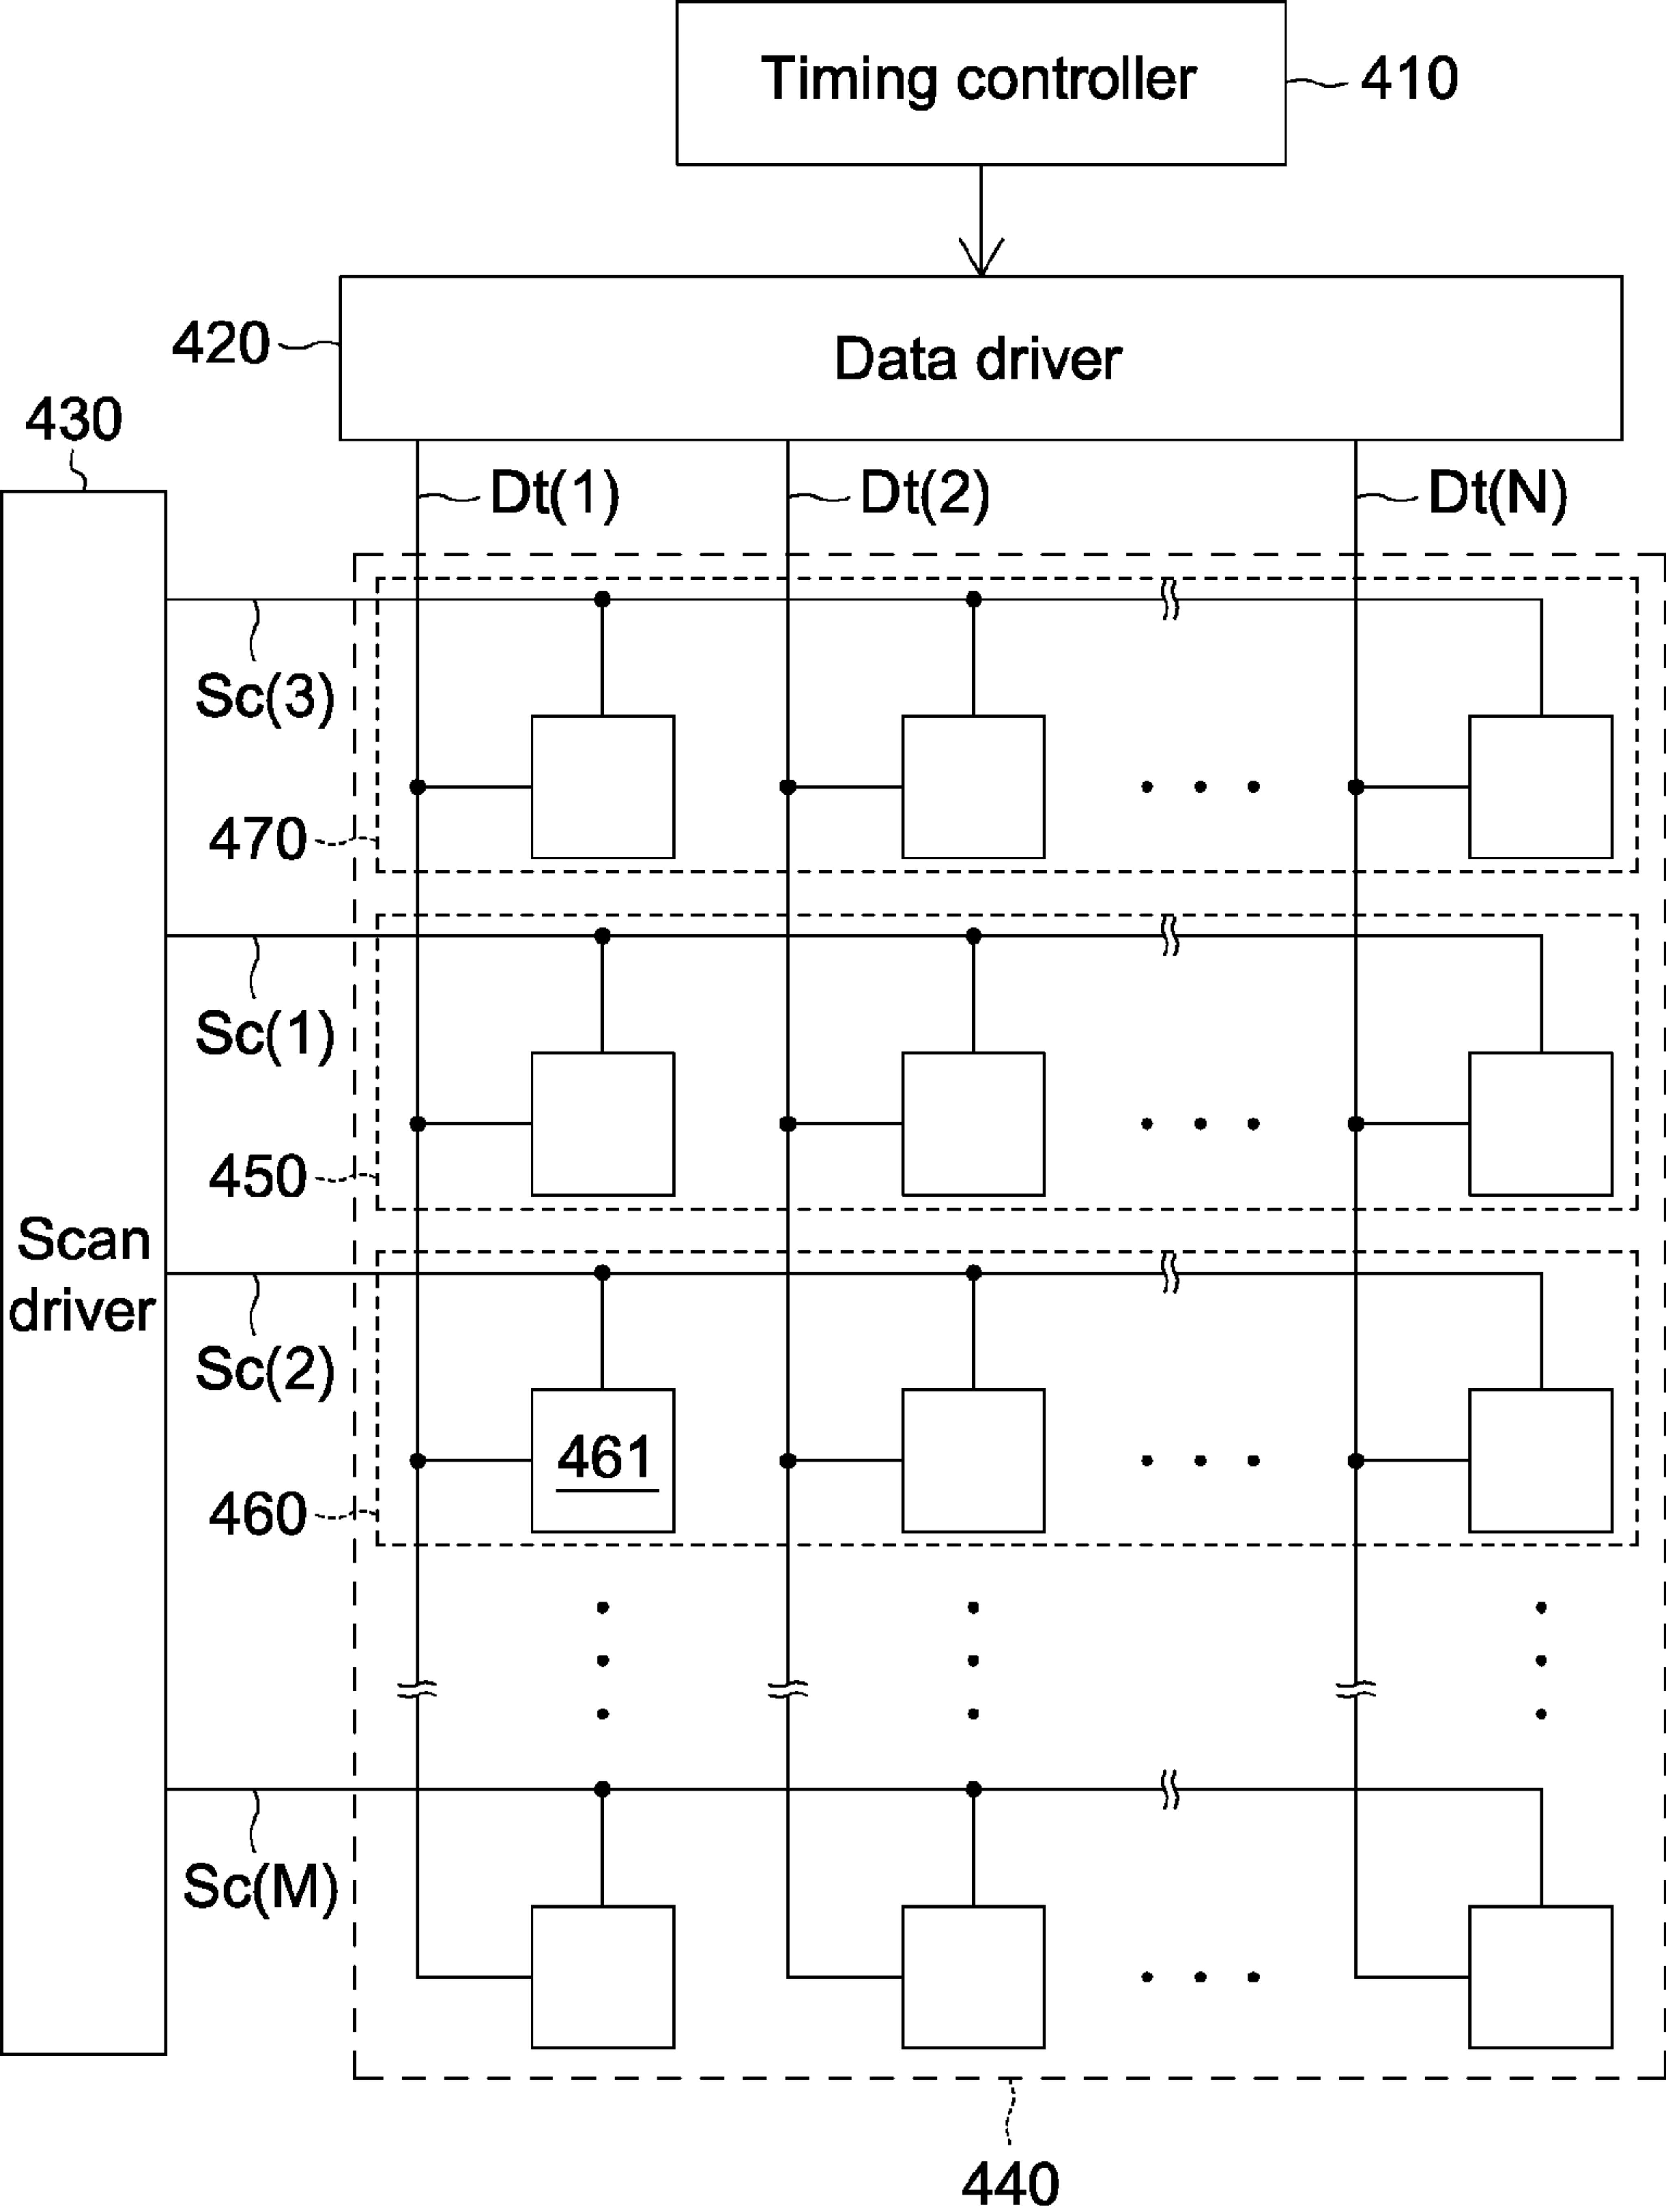 Timing controller
410
420
Data driver
430
Dt(1)
Dt(2)
Dt(N)
Sc(3)
470
Sc(1)
450
Scan
driver
Sc(2)
461
460
Sc(M)
440